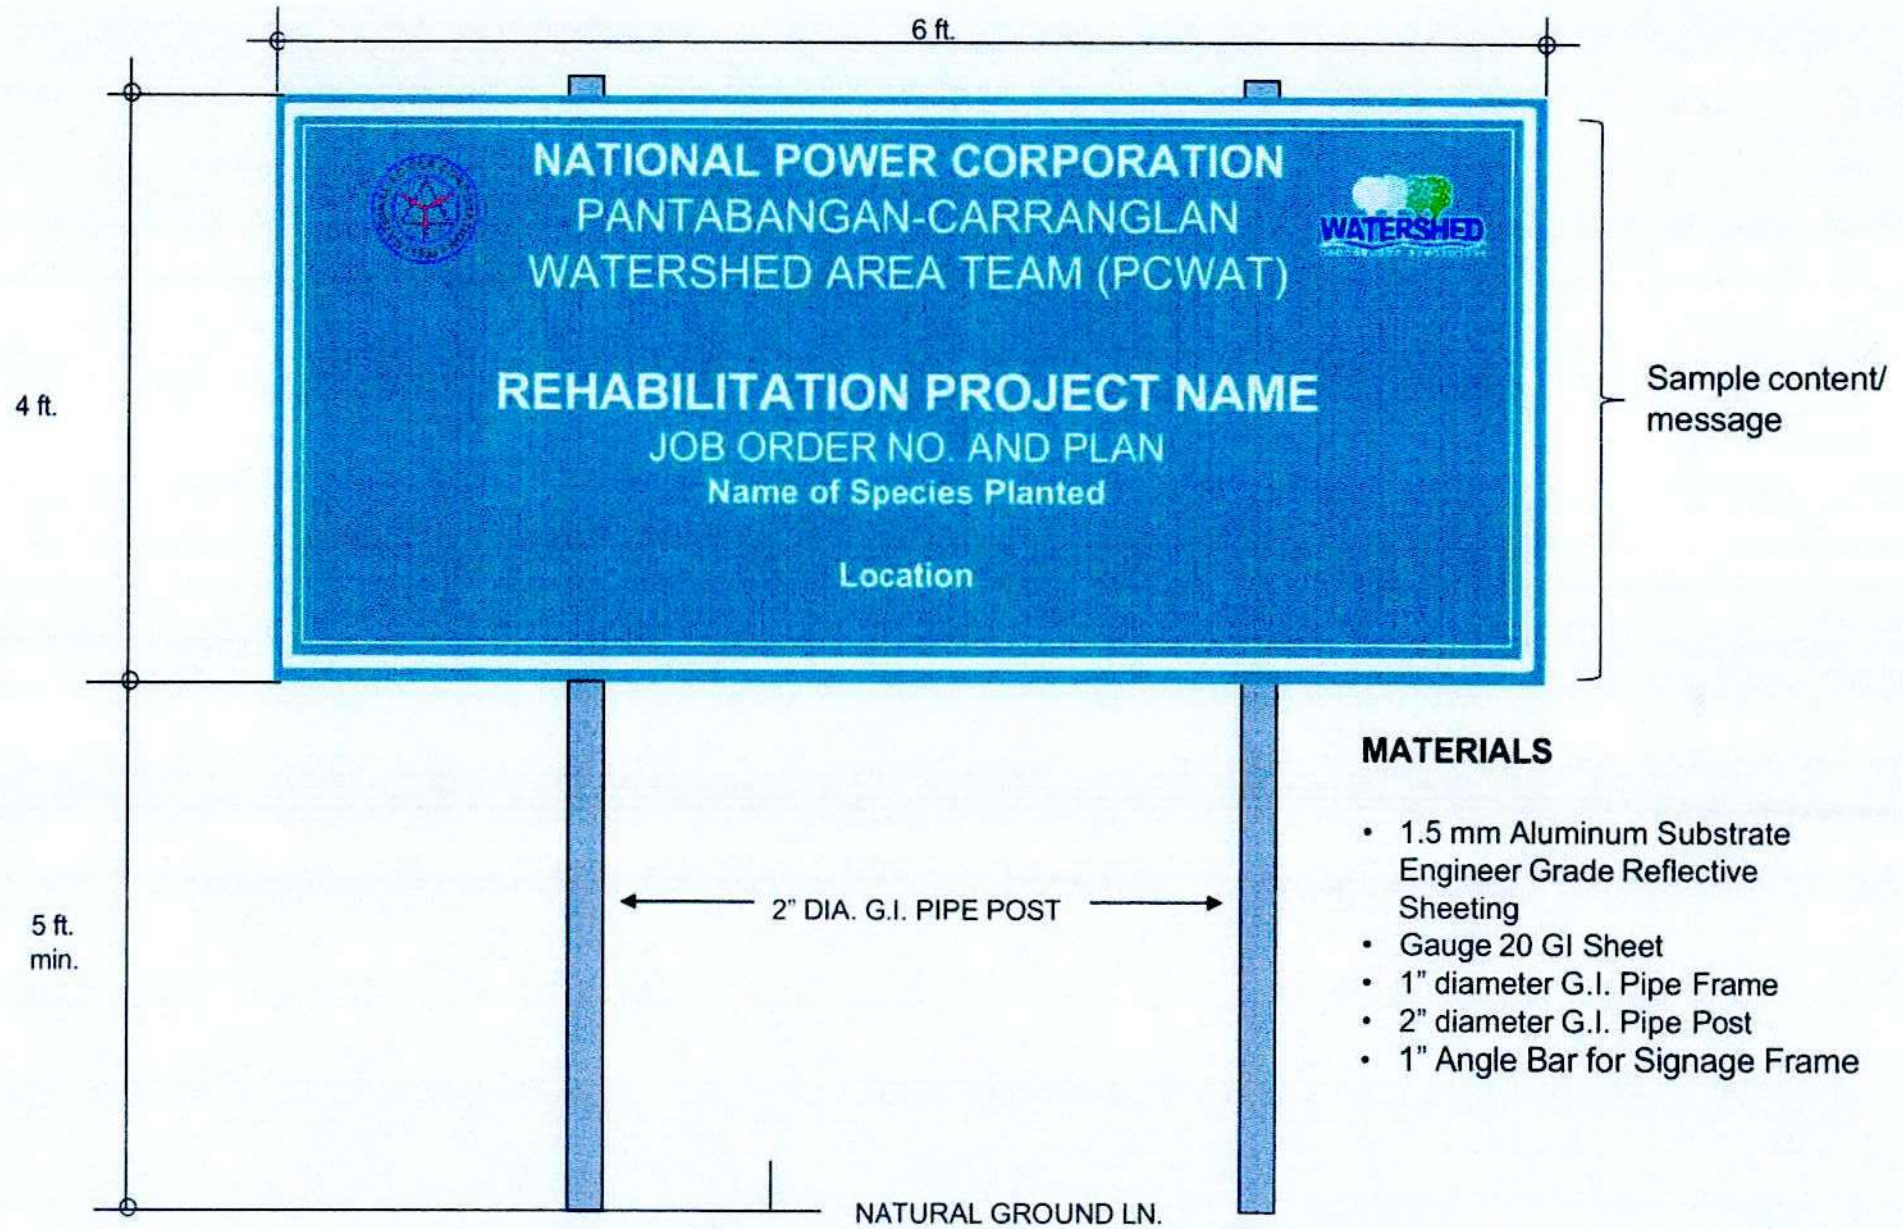 6 ft.
NATIONAL POWER CORPORATION
PANTABANGAN-CARRANGLAN
WATERSHED AREA TEAM (PCWAT)
WATERSHED
REHABILITATION PROJECT NAME
JOB ORDER NO. AND PLAN
Name of Species Planted
Location
4 ft.
Sample content/
message
5 ft.
min.
2” DIA. G.I. PIPE POST
NATURAL GROUND LN.
MATERIALS
• 1.5 mm Aluminum Substrate
Engineer Grade Reflective
Sheeting
• Gauge 20 GI Sheet
• 1” diameter G.I. Pipe Frame
• 2” diameter G.I. Pipe Post
• 1” Angle Bar for Signage Frame